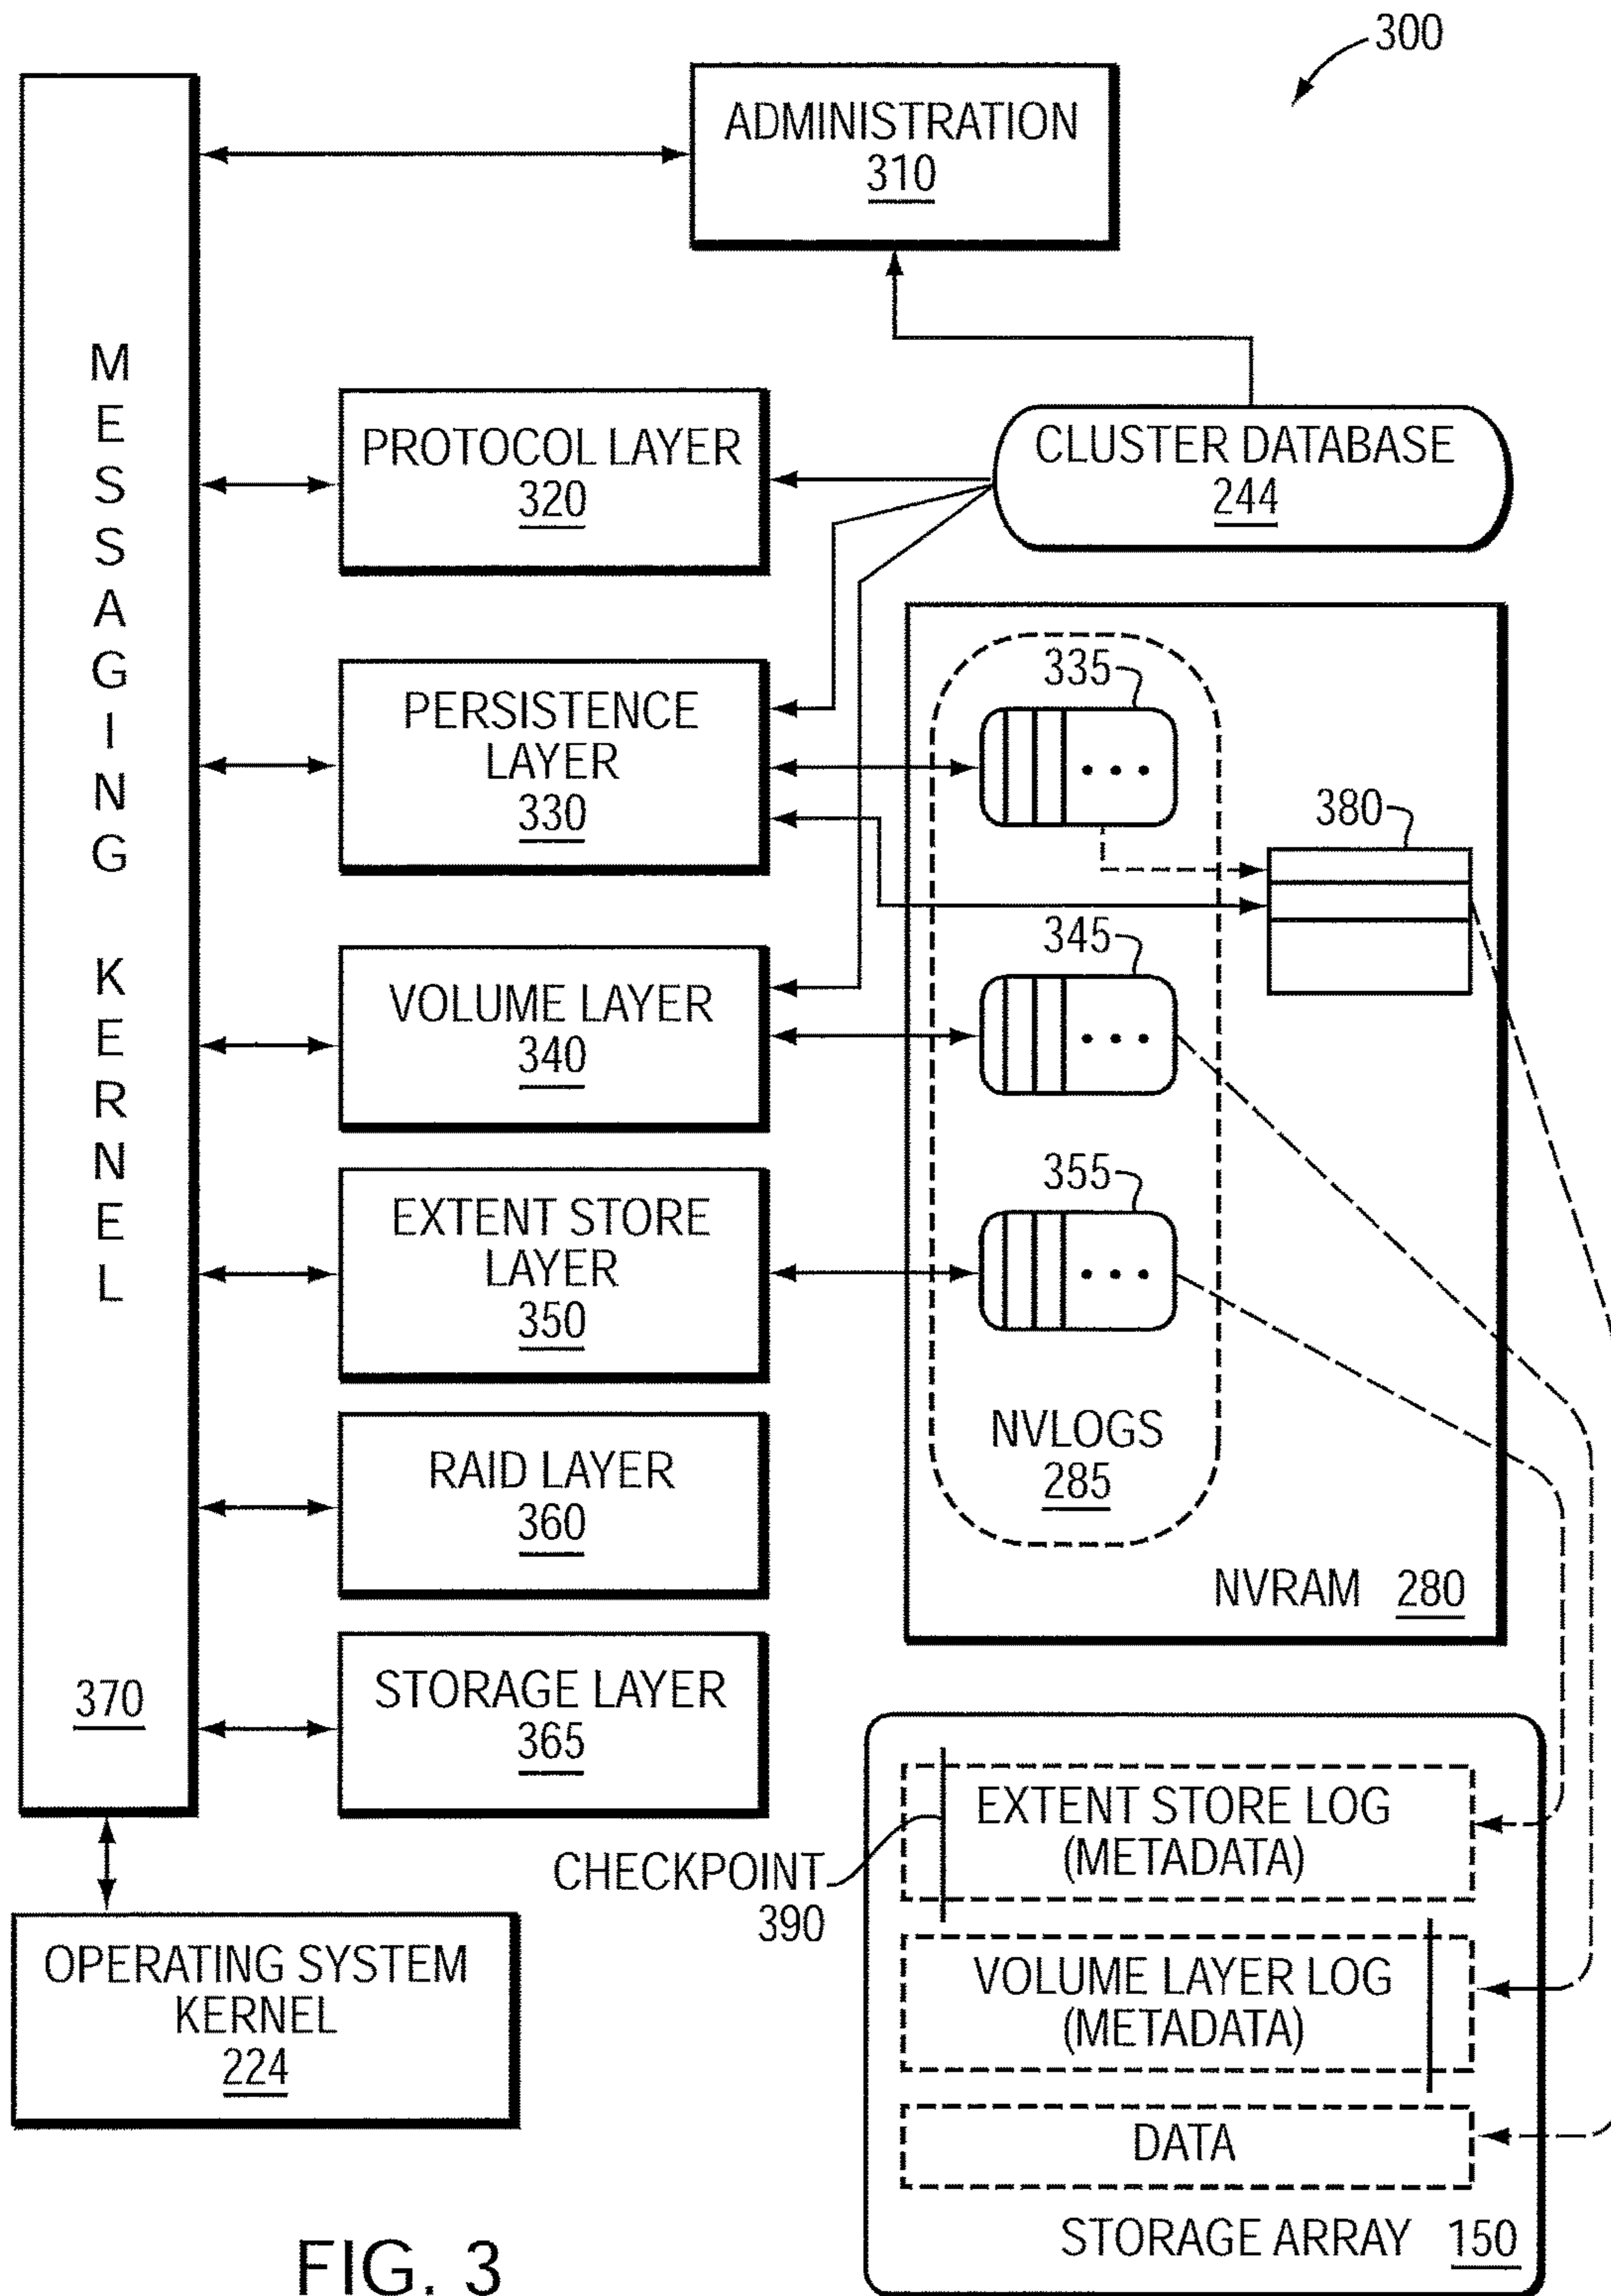 300
ADMINISTRATION
310
MESSAGING KERNEL
370
PROTOCOL LAYER
320
CLUSTER DATABASE
244
PERSISTENCE
LAYER
330
335
380
VOLUME LAYER
340
345
EXTENT STORE
LAYER
350
355
NVLOGS
285
RAID LAYER
360
NVRAM 280
STORAGE LAYER
365
EXTENT STORE LOG
(METADATA)
CHECKPOINT
390
VOLUME LAYER LOG
(METADATA)
DATA
STORAGE ARRAY 150
OPERATING SYSTEM
KERNEL
224
FIG. 3